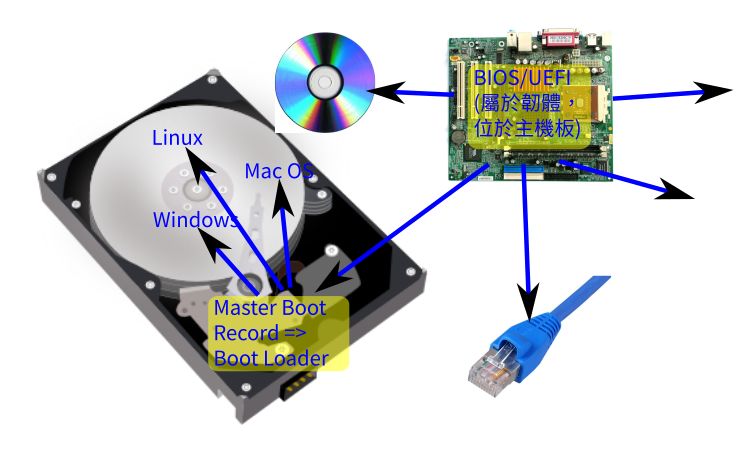 BIOS/UEFI
(屬於韌體，
位於主機板)
Linux
Mac OS
Windows
Master Boot
Record =>
Boot Loader